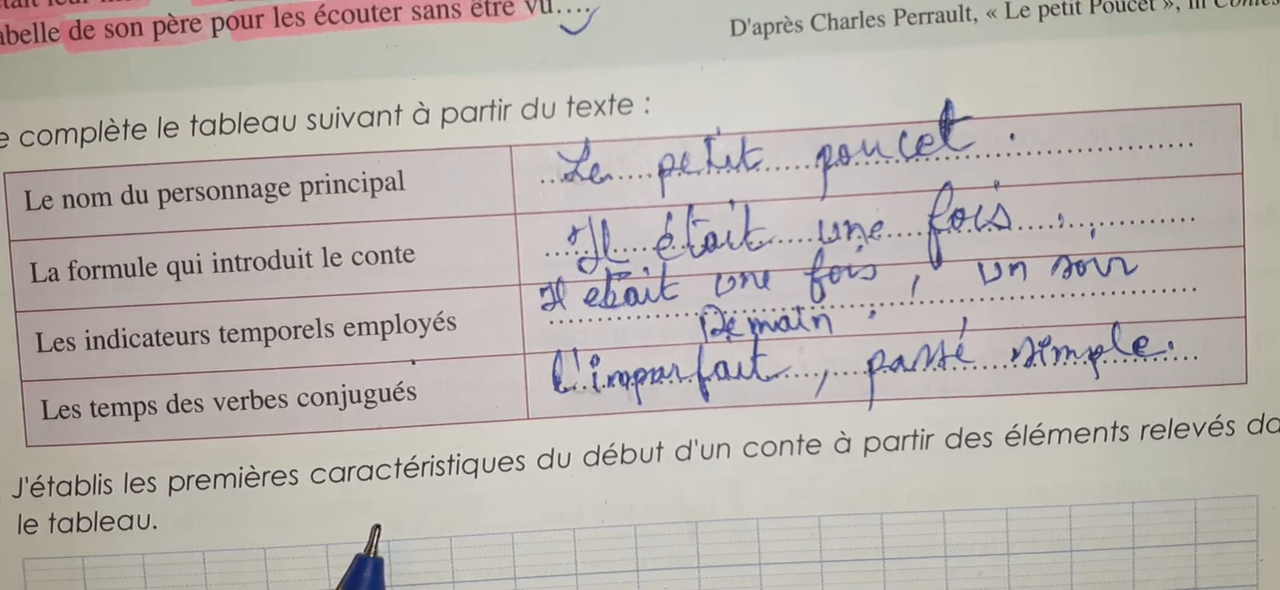 abelle de son père pour les écouter sans être vu....
D'après Charles Perrault, « Le petit Poucet », in Contes
e complète le tableau suivant à partir du texte :
Le nom du personnage principal
Le petit poucet.
La formule qui introduit le conte
Il était une fois
Les indicateurs temporels employés
Il était une fois, un soir
Demain
Les temps des verbes conjugués
l'imparfait, passé simple.
J'établis les premières caractéristiques du début d'un conte à partir des éléments relevés da
le tableau.